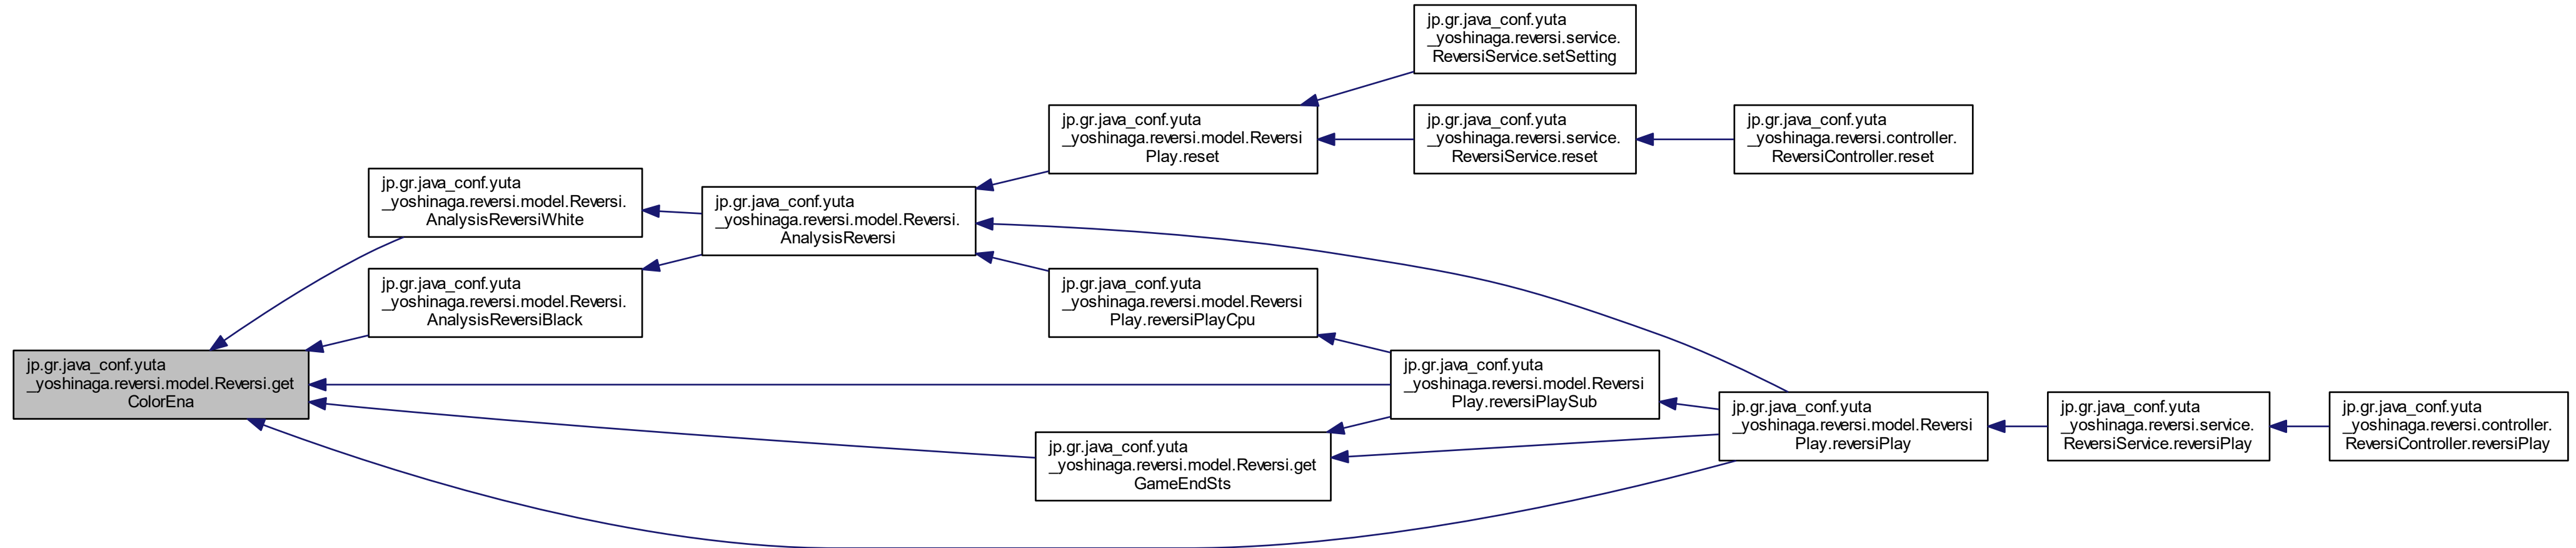 jp.gr.java_conf.yuta
_yoshinaga.reversi.service.
ReversiService.setSetting
jp.gr.java_conf.yuta
_yoshinaga.reversi.model.Reversi
Play.reset
jp.gr.java_conf.yuta
_yoshinaga.reversi.service.
ReversiService.reset
jp.gr.java_conf.yuta
_yoshinaga.reversi.controller.
ReversiController.reset
jp.gr.java_conf.yuta
_yoshinaga.reversi.model.Reversi.
AnalysisReversiWhite
jp.gr.java_conf.yuta
_yoshinaga.reversi.model.Reversi.
AnalysisReversi
jp.gr.java_conf.yuta
_yoshinaga.reversi.model.Reversi.
AnalysisReversiBlack
jp.gr.java_conf.yuta
_yoshinaga.reversi.model.Reversi
Play.reversiPlayCpu
jp.gr.java_conf.yuta
_yoshinaga.reversi.model.Reversi.get
ColorEna
jp.gr.java_conf.yuta
_yoshinaga.reversi.model.Reversi
Play.reversiPlaySub
jp.gr.java_conf.yuta
_yoshinaga.reversi.model.Reversi
Play.reversiPlay
jp.gr.java_conf.yuta
_yoshinaga.reversi.service.
ReversiService.reversiPlay
jp.gr.java_conf.yuta
_yoshinaga.reversi.controller.
ReversiController.reversiPlay
jp.gr.java_conf.yuta
_yoshinaga.reversi.model.Reversi.get
GameEndSts